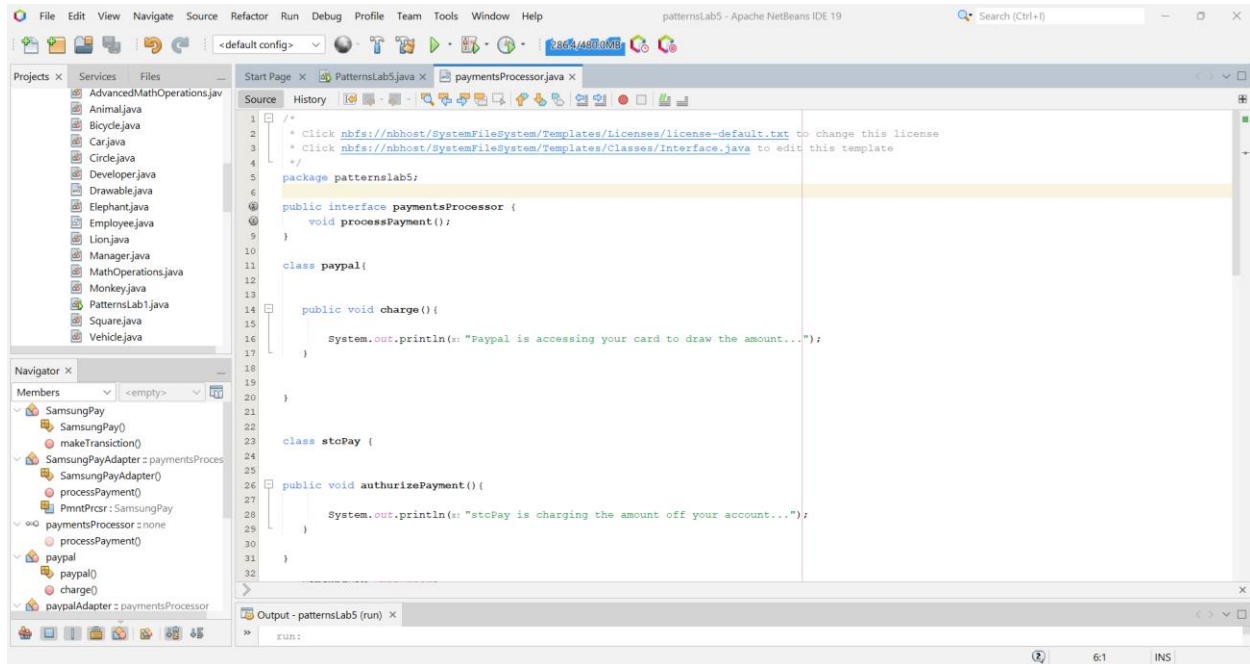 File Edit View Navigate Source Refactor Run Debug Profile Team Tools Window Help
patternsLab5 - Apache NetBeans IDE 19
Search (Ctrl+I)
<default config>
286.4/480.0MB
Projects
Services
Files
AdvancedMathOperations.jav
Animal.java
Bicycle.java
Car.java
Circle.java
Developer.java
Drawable.java
Elephant.java
Employee.java
Lion.java
Manager.java
MathOperations.java
Monkey.java
PatternsLab1.java
Square.java
Vehicle.java
Navigator
Members
<empty>
SamsungPay
SamsungPay()
makeTransiction()
SamsungPayAdapter :: paymentsProces
SamsungPayAdapter()
processPayment()
PmntPrcsr : SamsungPay
paymentsProcessor :: none
processPayment()
paypal
paypal()
charge()
paypalAdapter :: paymentsProcessor
Start Page
PatternsLab5.java
paymentsProcessor.java
Source History
1 /*
2 * Click nbfs://nbhost/SystemFileSystem/Templates/Licenses/license-default.txt to change this license
3 * Click nbfs://nbhost/SystemFileSystem/Templates/Classes/Interface.java to edit this template
4 */
5 package patternslab5;
6
public interface paymentsProcessor {
void processPayment();
9 }
10
11 class paypal{
12
13
14 public void charge(){
15
16 System.out.println(x: "Paypal is accessing your card to draw the amount...");
17 }
18
19
20 }
21
22
23 class stcPay {
24
25
26 public void authurizePayment(){
27
28 System.out.println(x: "stcPay is charging the amount off your account...");
29 }
30
31 }
32
Output - patternsLab5 (run)
run:
2
6:1
INS